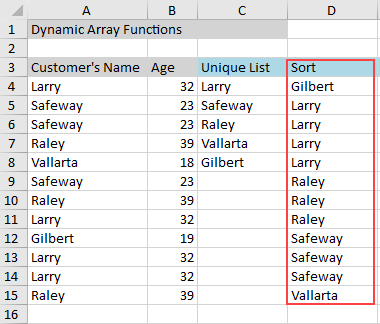 A B C D
1 Dynamic Array Functions
2
3 Customer's Name Age Unique List Sort
4 Larry 32 Larry Gilbert
5 Safeway 23 Safeway Larry
6 Safeway 23 Raley Larry
7 Raley 39 Vallarta Larry
8 Vallarta 18 Gilbert Larry
9 Safeway 23 Raley
10 Raley 39 Raley
11 Larry 32 Raley
12 Gilbert 19 Safeway
13 Larry 32 Safeway
14 Larry 32 Safeway
15 Raley 39 Vallarta
16